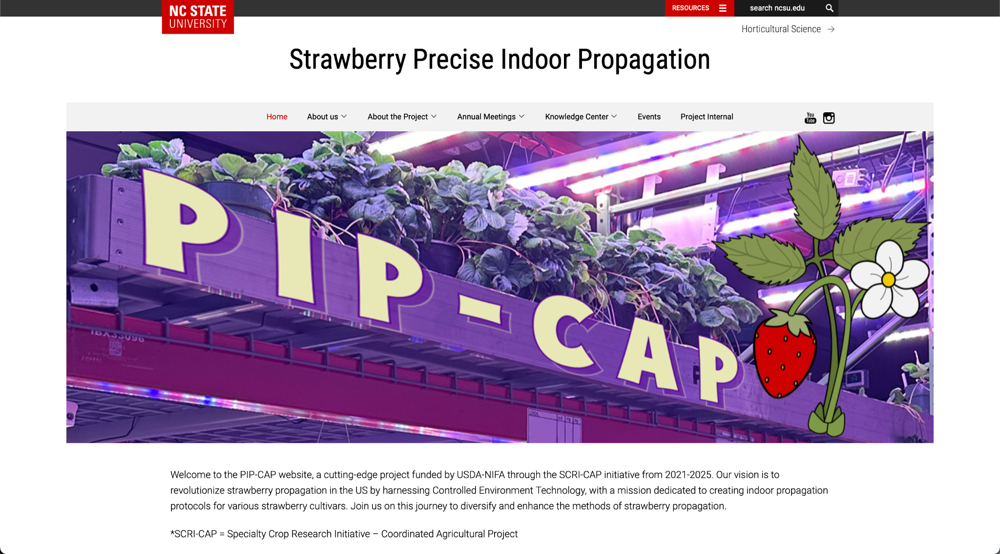 NC STATE
UNIVERSITY
RESOURCES
search ncsu.edu
Horticultural Science
Strawberry Precise Indoor Propagation
Home
About us
About the Project
Annual Meetings
Knowledge Center
Events
Project Internal
You
Tube
PIP-CAP
IBX33096
CODE
Welcome to the PIP-CAP website, a cutting-edge project funded by USDA-NIFA through the SCRI-CAP initiative from 2021-2025. Our vision is to
revolutionize strawberry propagation in the US by harnessing Controlled Environment Technology, with a mission dedicated to creating indoor propagation
protocols for various strawberry cultivars. Join us on this journey to diversify and enhance the methods of strawberry propagation.
*SCRI-CAP = Specialty Crop Research Initiative – Coordinated Agricultural Project